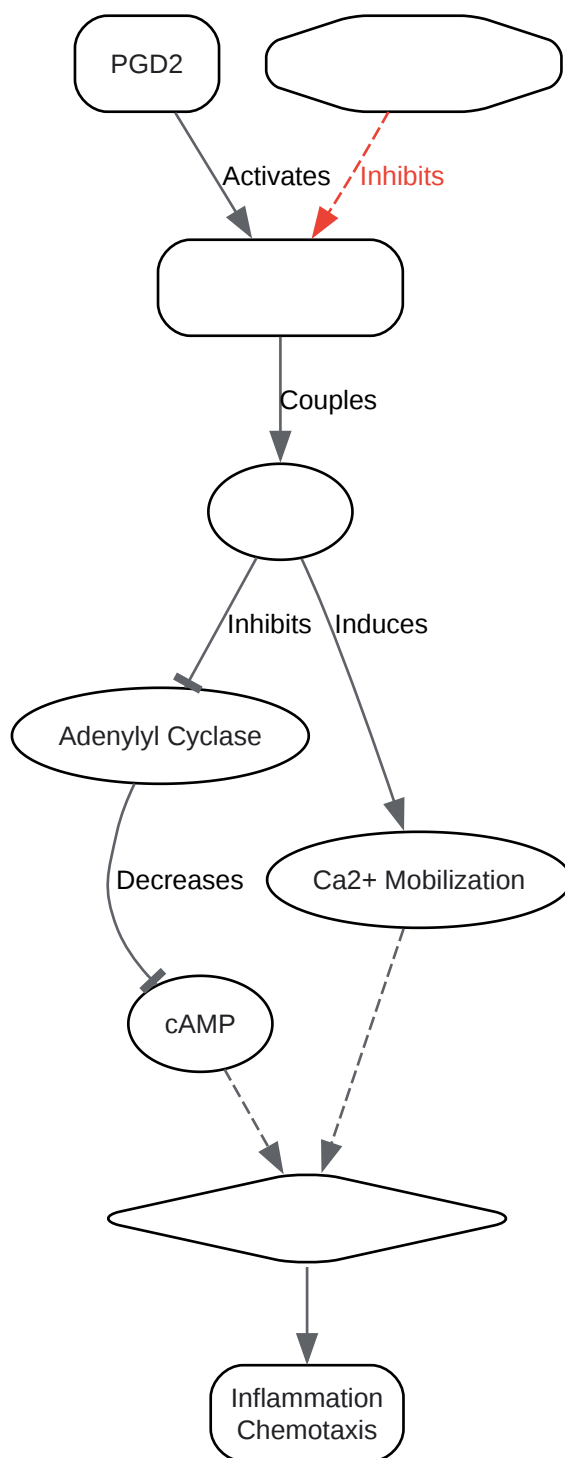 PGD2
Activates
Inhibits
Couples
Inhibits
Induces
Adenylyl Cyclase
Decreases
Ca2+ Mobilization
cAMP
Inflammation
Chemotaxis